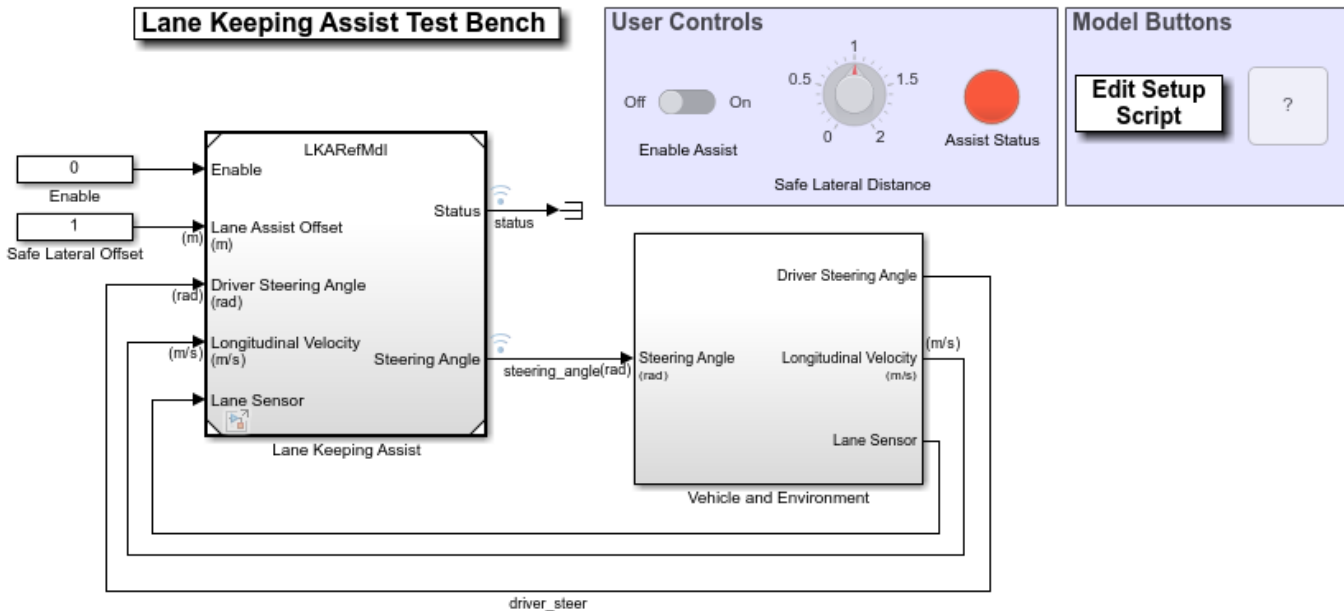 Lane Keeping Assist Test Bench
User Controls
Off
On
Enable Assist
0
0.5
1
1.5
2
Safe Lateral Distance
Assist Status
Model Buttons
Edit Setup
Script
?
0
Enable
1
Safe Lateral Offset
(m)
(rad)
(m/s)
LKARefMdl
Enable
Lane Assist Offset
(m)
Driver Steering Angle
(rad)
Longitudinal Velocity
(m/s)
Lane Sensor
Status
Steering Angle
Lane Keeping Assist
status
steering_angle
(rad)
Steering Angle
(rad)
Driver Steering Angle
Longitudinal Velocity
(m/s)
Lane Sensor
(m/s)
Vehicle and Environment
driver_steer